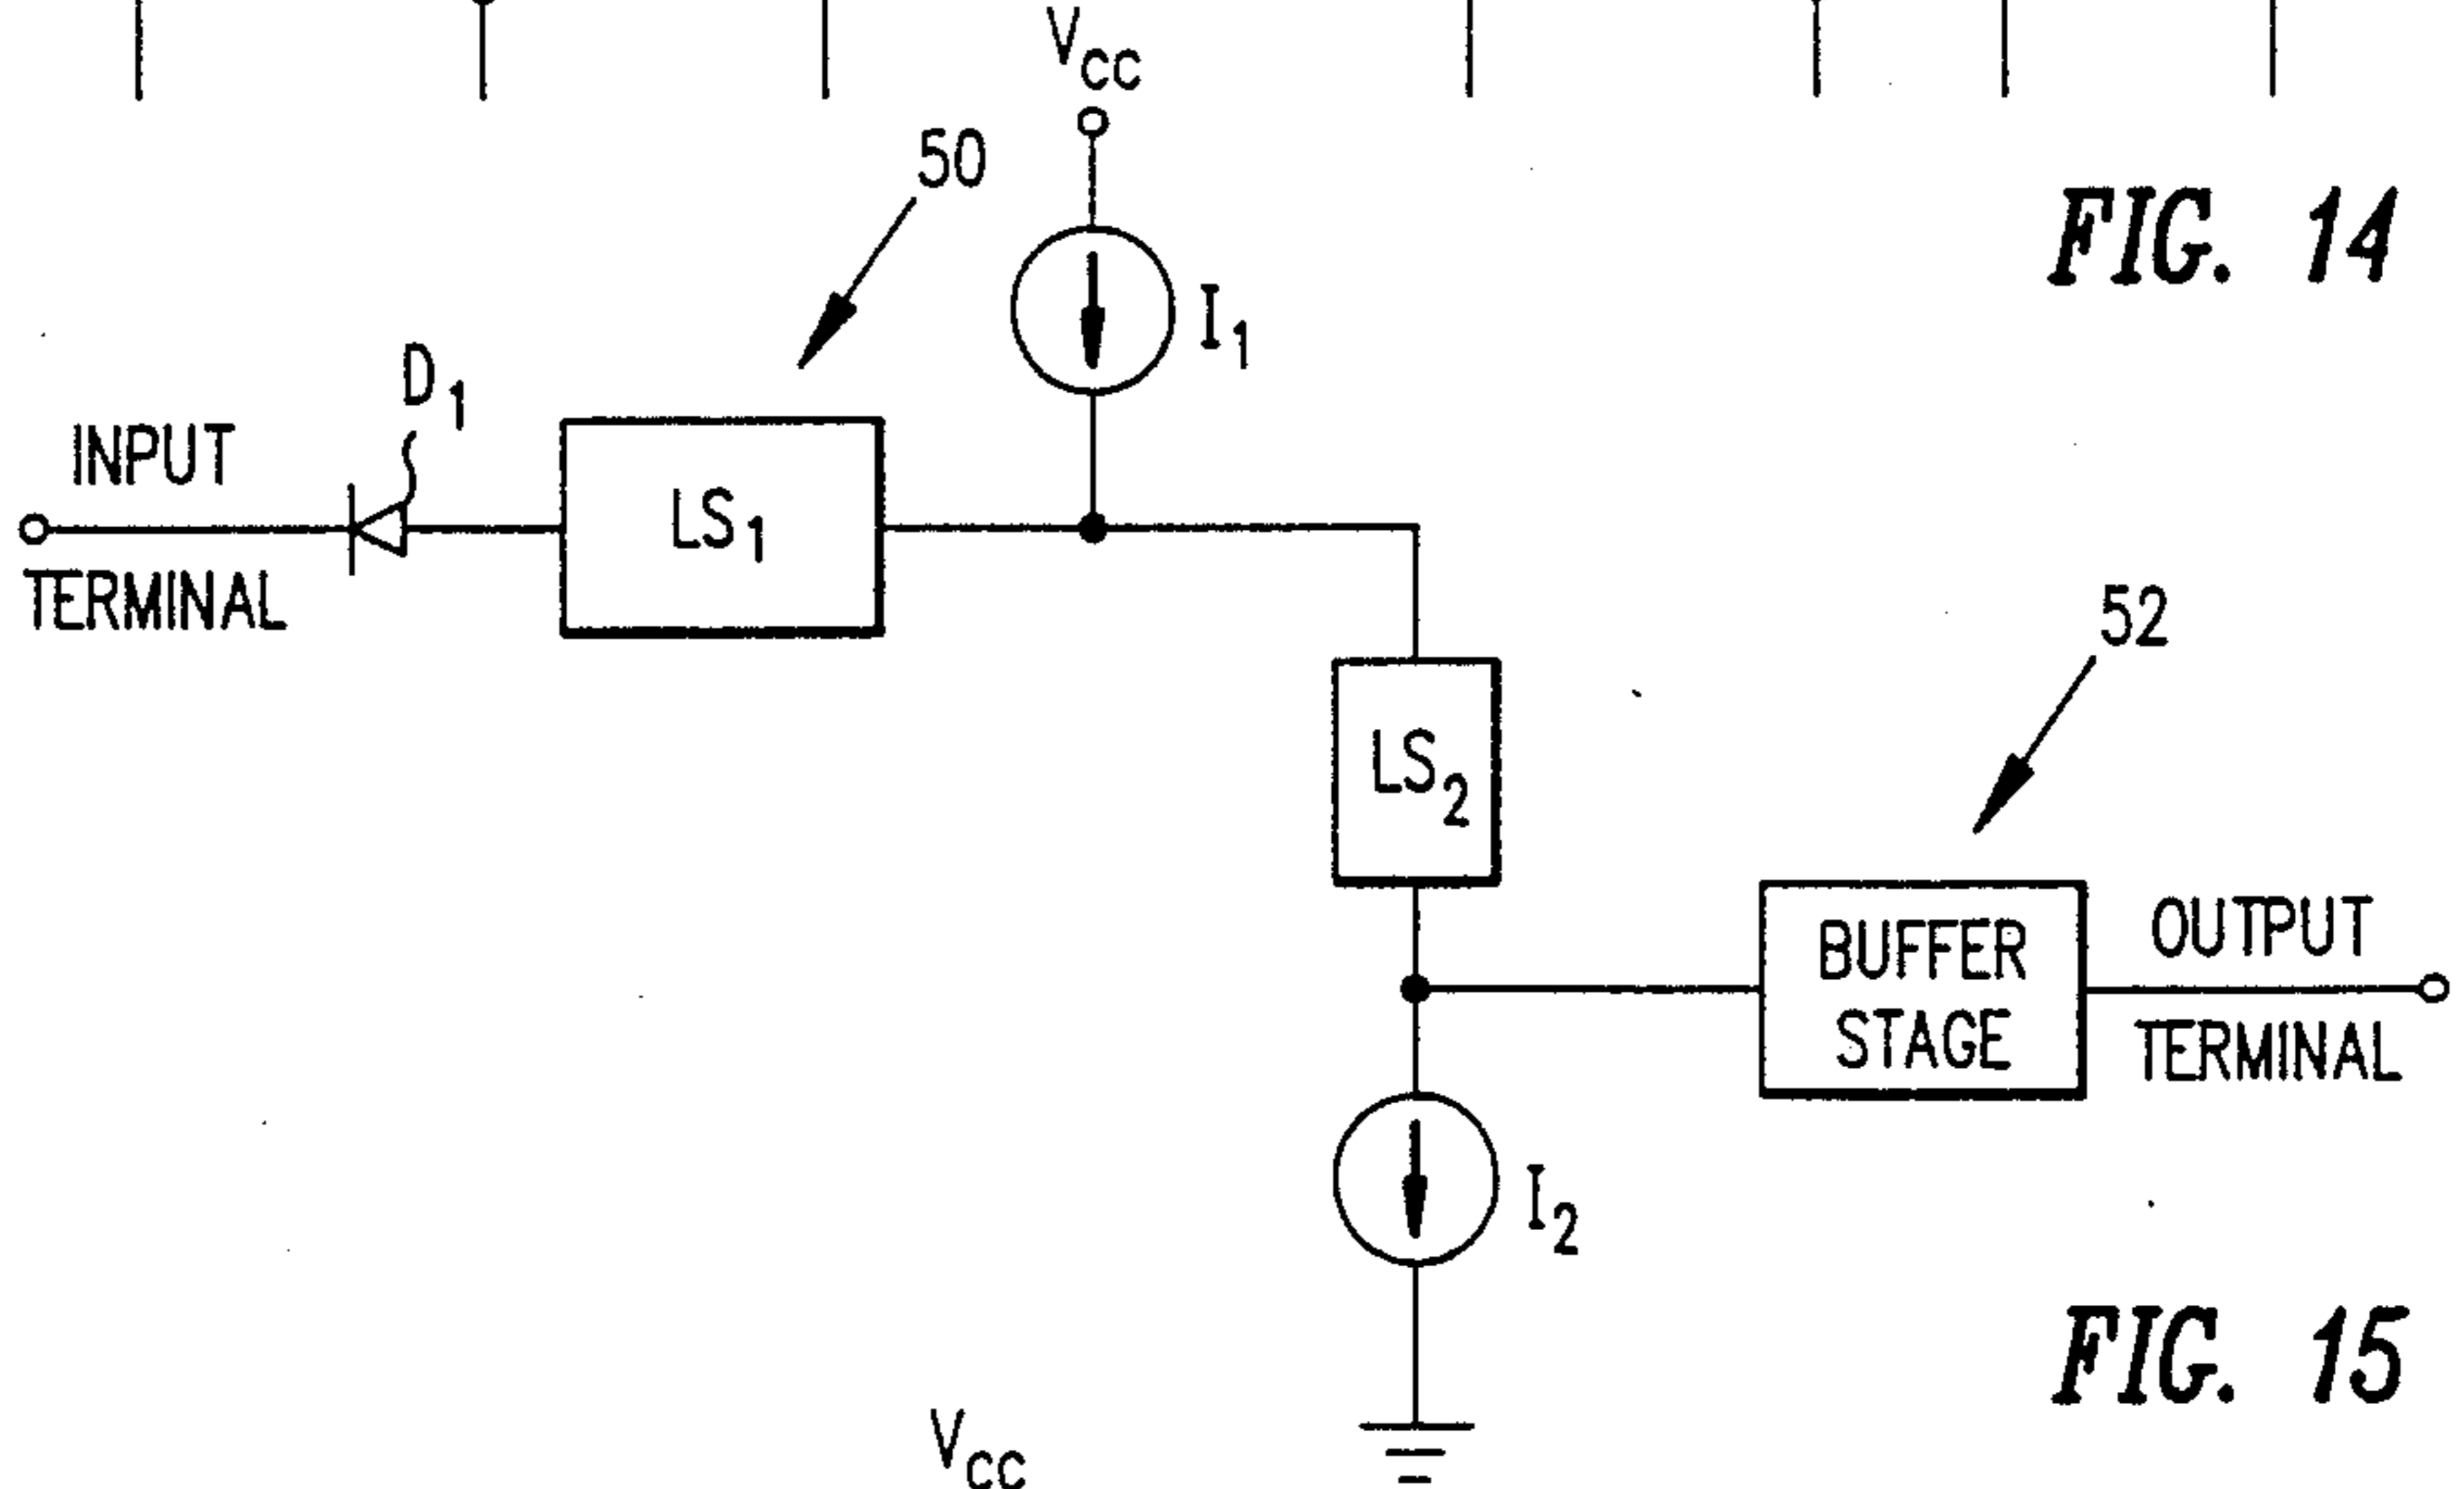 V_CC
50
FIG. 14
I_1
D_1
INPUT
TERMINAL
LS_1
52
LS_2
BUFFER
STAGE
OUTPUT
TERMINAL
I_2
FIG. 15
V_CC